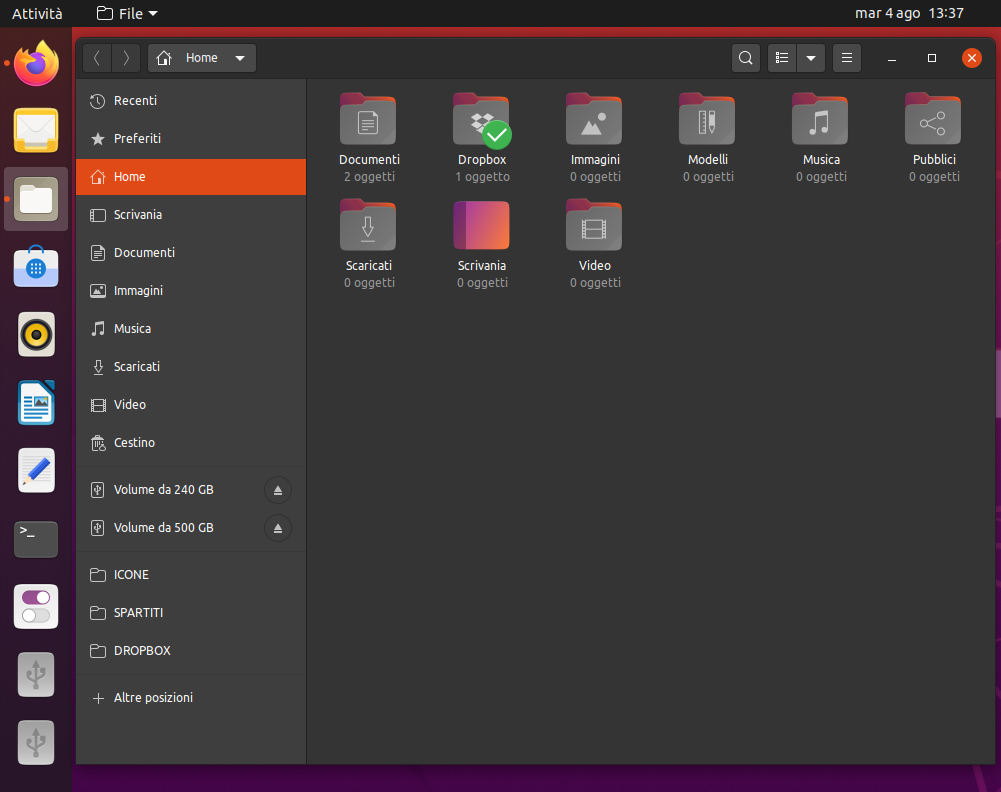 Attività
File
mar 4 ago 13:37
Home
Recenti
Preferiti
Home
Scrivania
Documenti
Immagini
Musica
Scaricati
Video
Cestino
Volume da 240 GB
Volume da 500 GB
ICONE
SPARTITI
DROPBOX
Altre posizioni
Documenti
2 oggetti
Dropbox
1 oggetto
Immagini
0 oggetti
Modelli
0 oggetti
Musica
0 oggetti
Pubblici
0 oggetti
Scaricati
0 oggetti
Scrivania
0 oggetti
Video
0 oggetti
>_